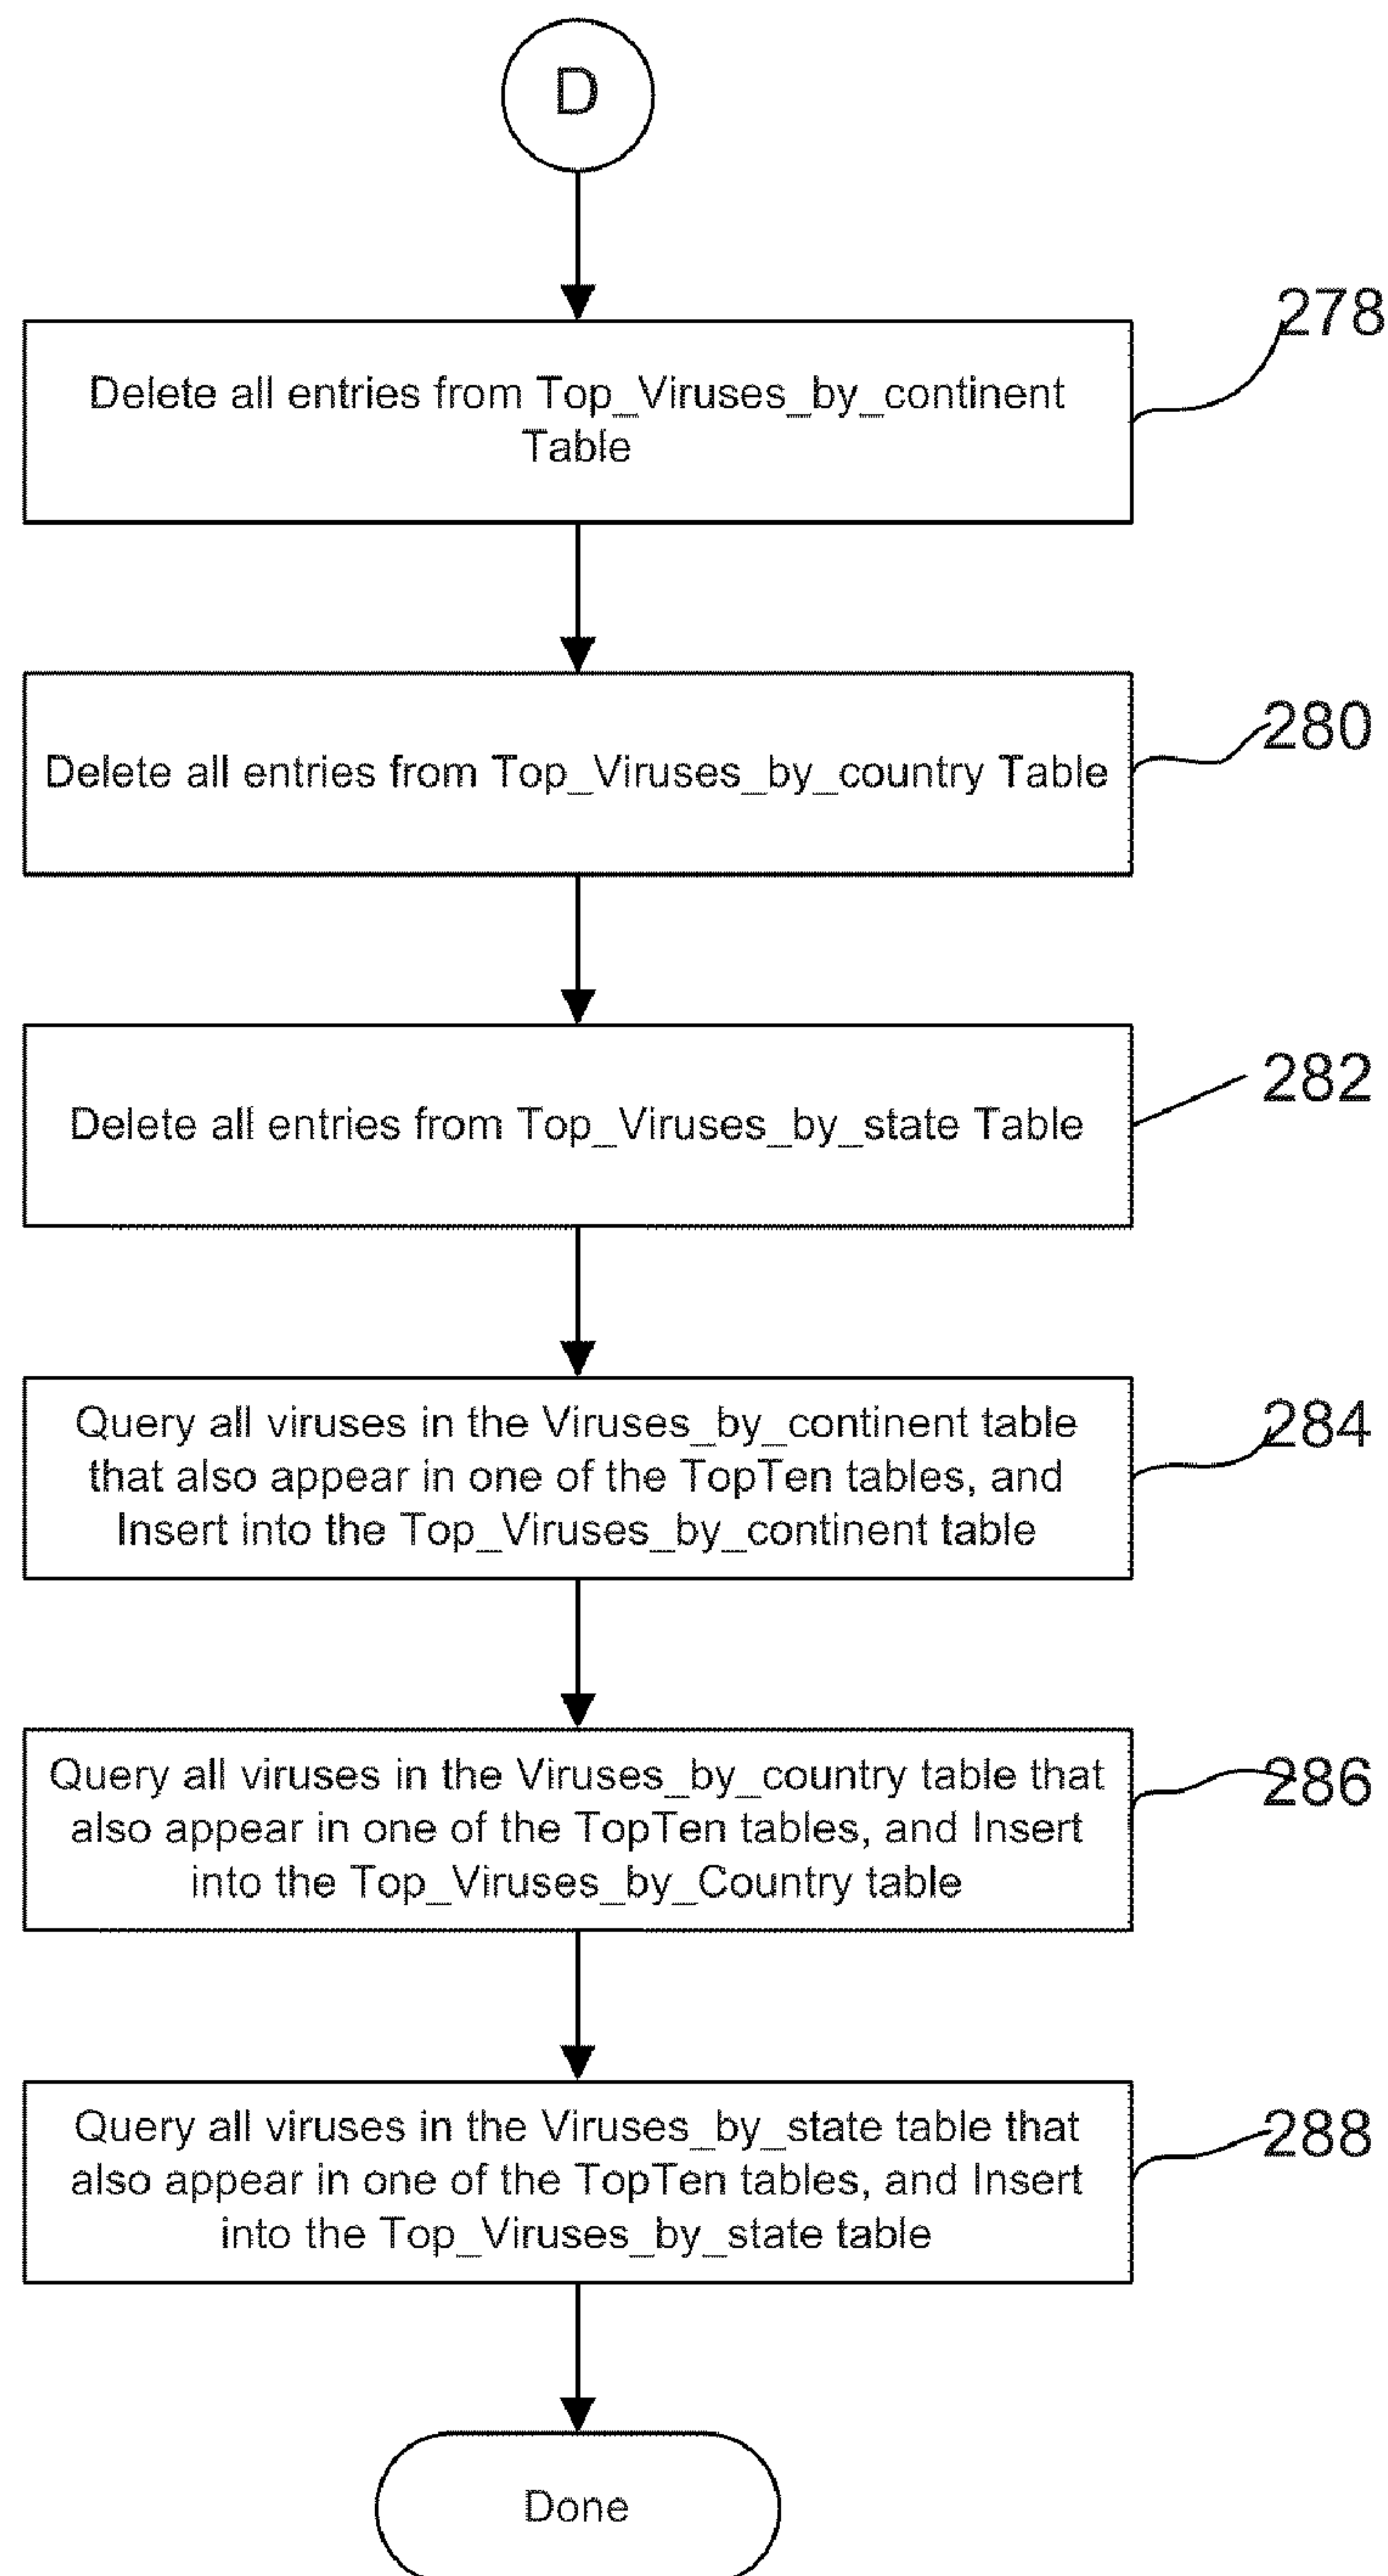 D
278
Delete all entries from Top_Viruses_by_continent
Table
280
Delete all entries from Top_Viruses_by_country Table
282
Delete all entries from Top_Viruses_by_state Table
284
Query all viruses in the Viruses_by_continent table
that also appear in one of the TopTen tables, and
Insert into the Top_Viruses_by_continent table
286
Query all viruses in the Viruses_by_country table that
also appear in one of the TopTen tables, and Insert
into the Top_Viruses_by_Country table
288
Query all viruses in the Viruses_by_state table that
also appear in one of the TopTen tables, and Insert
into the Top_Viruses_by_state table
Done